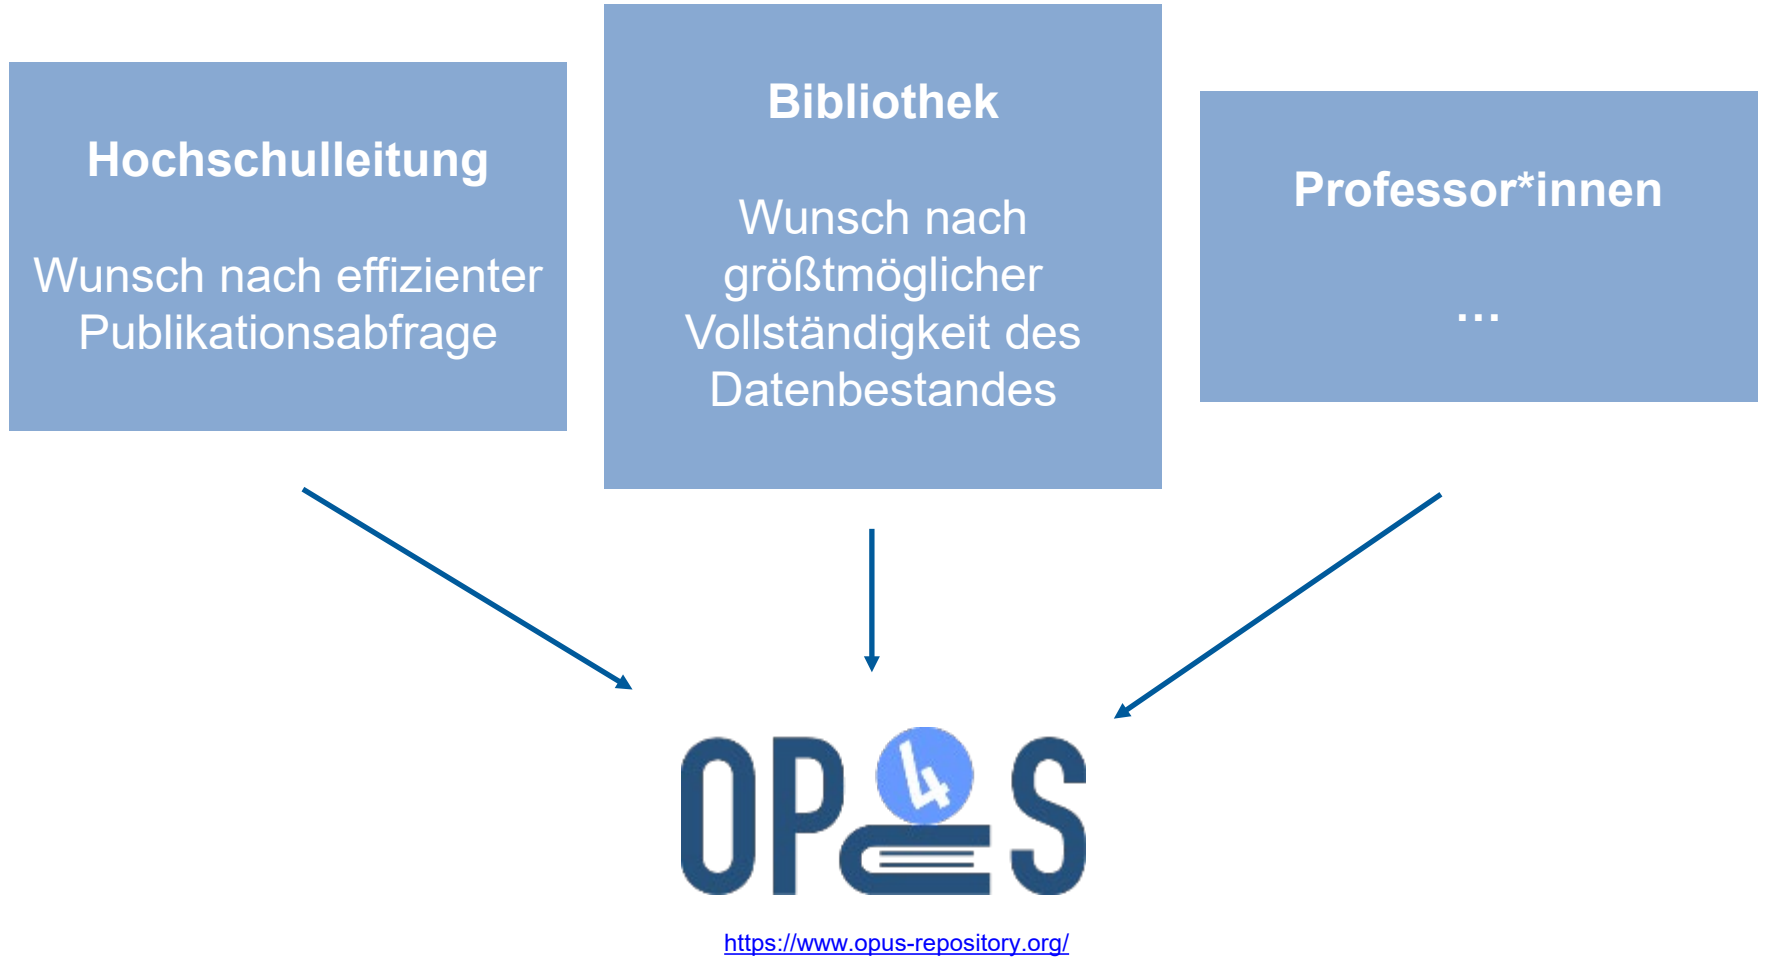 Hochschulleitung
Wunsch nach effizienter
Publikationsabfrage
Bibliothek
Wunsch nach
größtmöglicher
Vollständigkeit des
Datenbestandes
Professor*innen
...
OPUS 4
https://www.opus-repository.org/